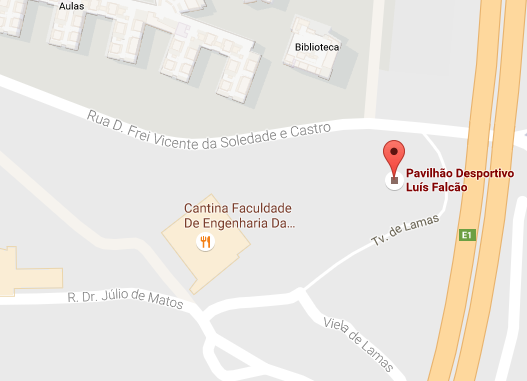 Aulas
Biblioteca
Rua D. Frei Vicente da Soledade e Castro
Pavilhão Desportivo
Luís Falcão
Cantina Faculdade
De Engenharia Da...
Tv. de Lamas
E1
R. Dr. Júlio de Matos
Viela de Lamas